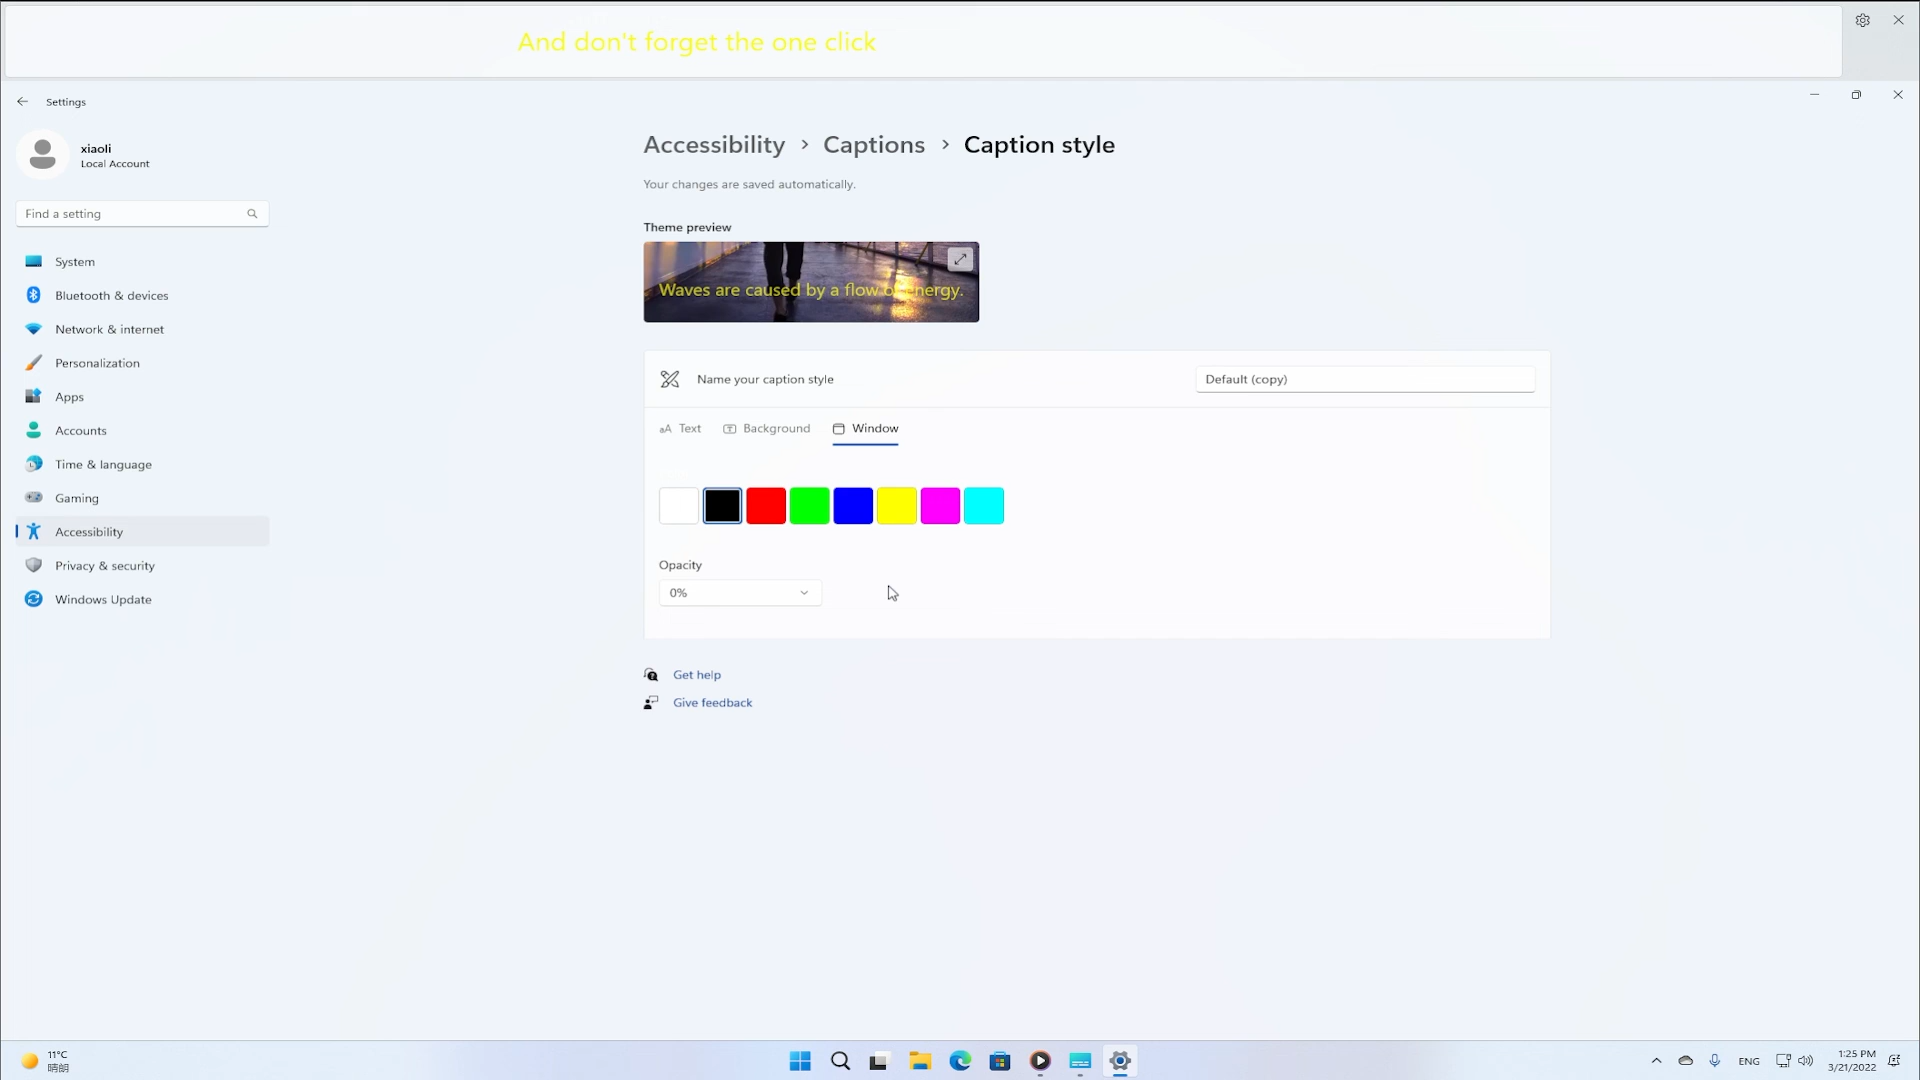 And don't forget the one click
Settings
xiaoli
Local Account
Find a setting
System
Bluetooth & devices
Network & internet
Personalization
Apps
Accounts
Time & language
Gaming
Accessibility
Privacy & security
Windows Update
Accessibility › Captions › Caption style
Your changes are saved automatically.
Theme preview
Waves are caused by a flow of energy.
Name your caption style
Default (copy)
aA Text
Background
Window
Opacity
0%
Get help
Give feedback
11°C
晴朗
ENG
1:25 PM
3/21/2022